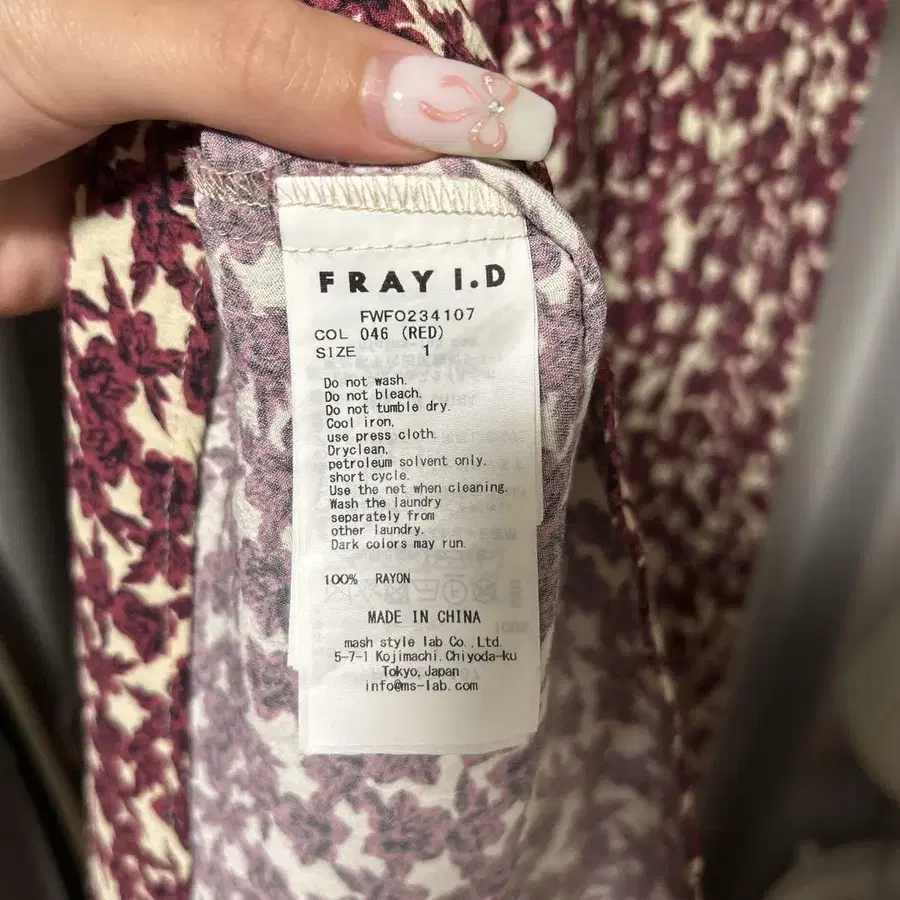 FRAY I.D
FWFO234107
COL 046 (RED)
SIZE 1
Do not wash.
Do not bleach.
Do not tumble dry.
Cool iron.
use press cloth.
Dryclean.
petroleum solvent only.
short cycle.
Use the net when cleaning.
Wash the laundry
separately from
other laundry.
Dark colors may run.
100% RAYON
MADE IN CHINA
mash style lab Co.,Ltd.
5-7-1 Kojimachi.Chiyoda-ku
Tokyo,Japan
info@ms-lab.com